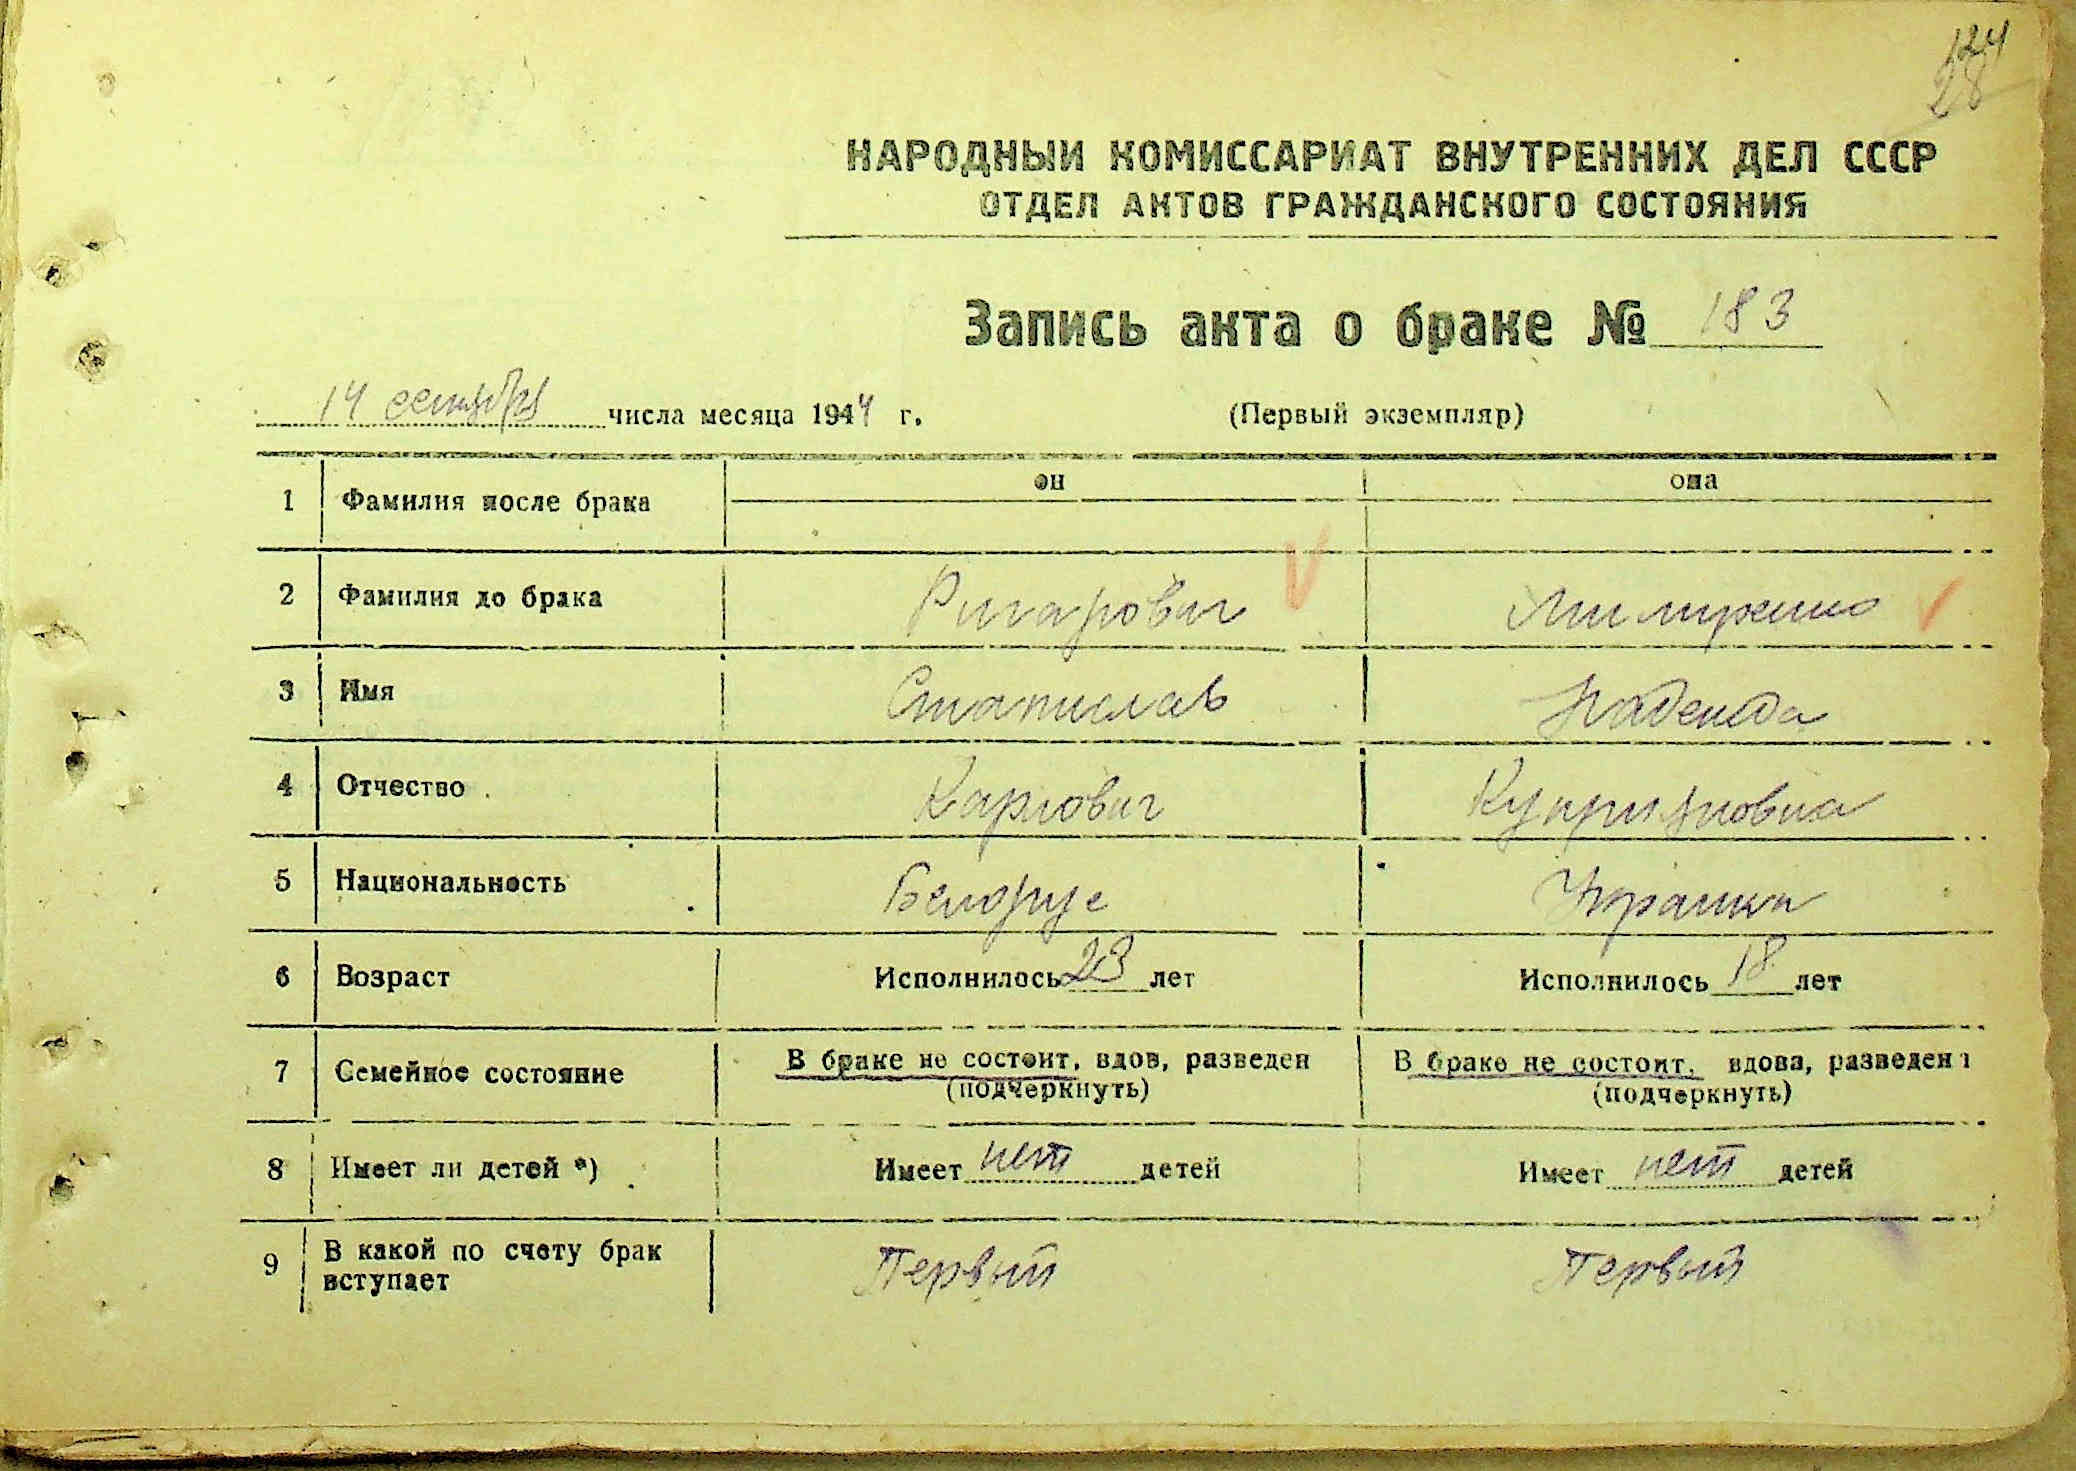 124
28
НАРОДНЫЙ КОМИССАРИАТ ВНУТРЕННИХ ДЕЛ СССР
ОТДЕЛ АКТОВ ГРАЖДАНСКОГО СОСТОЯНИЯ
Запись акта о браке № 183
14 сентября числа месяца 1944 г. (Первый экземпляр)
он она
1 Фамилия после брака
2 Фамилия до брака
3 Имя Станислав Надежда
4 Отчество Карлович Куприяновна
5 Национальность Белорус Украинка
6 Возраст Исполнилось 23 лет Исполнилось 18 лет
7 Семейное состояние В браке не состоит, вдов, разведен В браке не состоит, вдова, разведена
(подчеркнуть) (подчеркнуть)
8 Имеет ли детей *) Имеет нет детей Имеет нет детей
9 В какой по счету брак
вступает Первый Первый